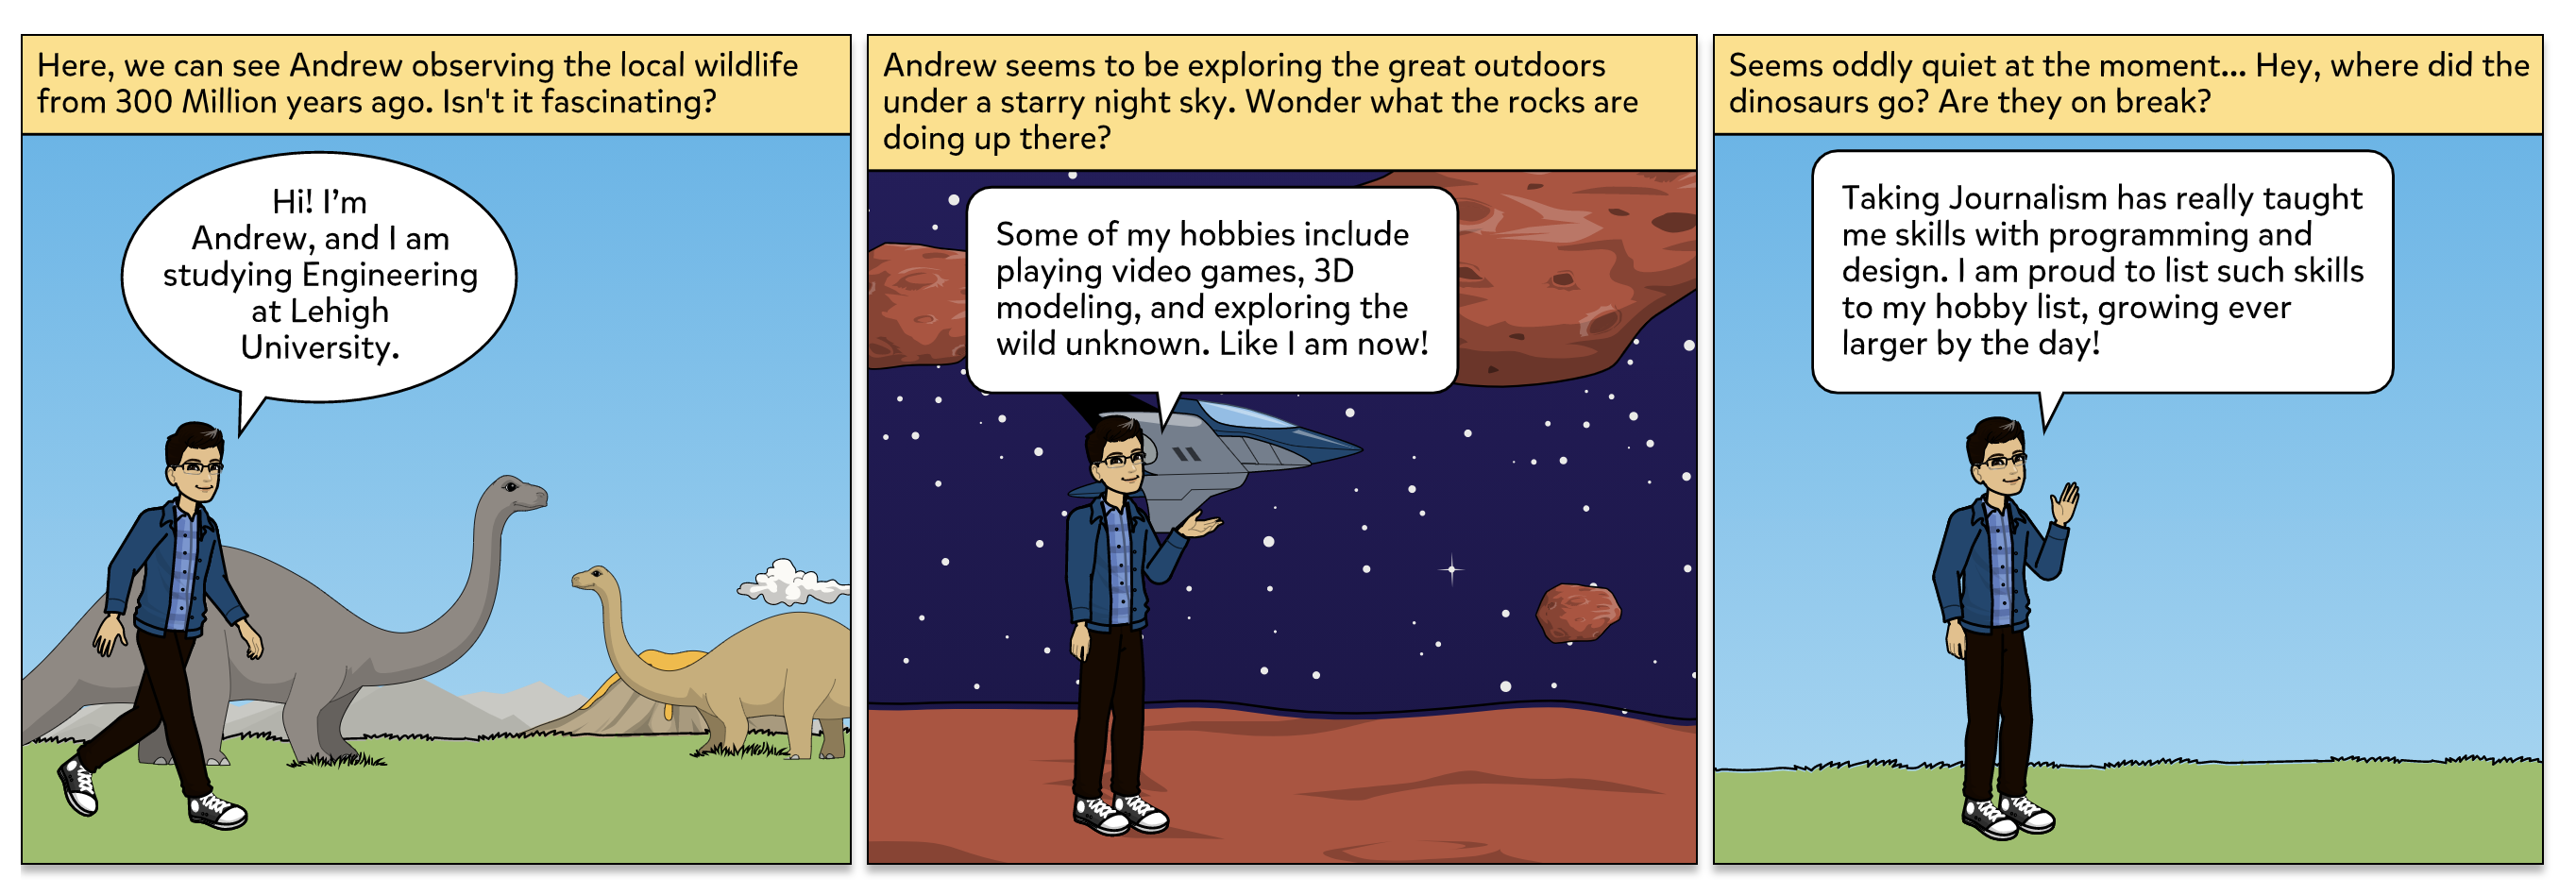 Here, we can see Andrew observing the local wildlife
from 300 Million years ago. Isn't it fascinating?
Hi! I’m
Andrew, and I am
studying Engineering
at Lehigh
University.
Andrew seems to be exploring the great outdoors
under a starry night sky. Wonder what the rocks are
doing up there?
Some of my hobbies include
playing video games, 3D
modeling, and exploring the
wild unknown. Like I am now!
Seems oddly quiet at the moment... Hey, where did the
dinosaurs go? Are they on break?
Taking Journalism has really taught
me skills with programming and
design. I am proud to list such skills
to my hobby list, growing ever
larger by the day!